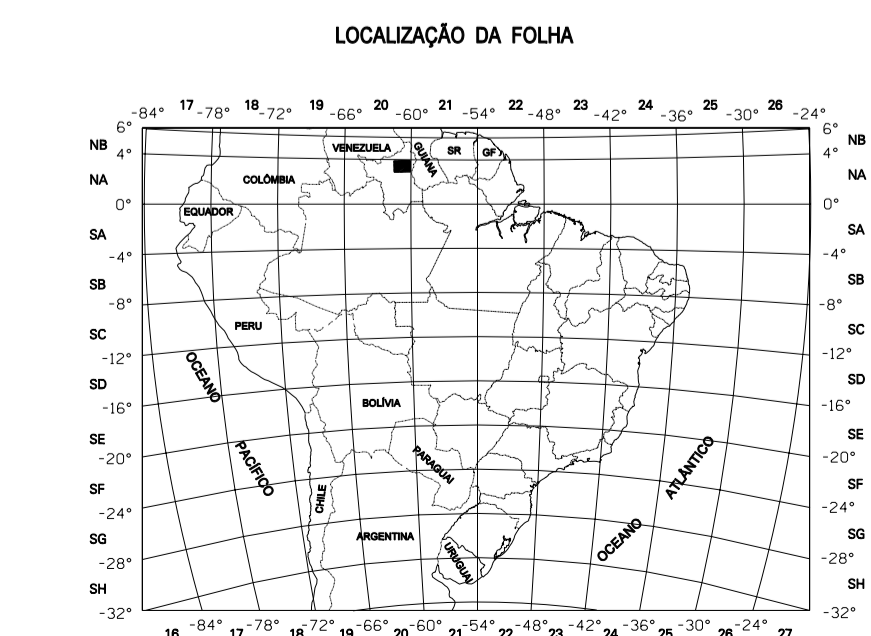 LOCALIZAÇÃO DA FOLHA
17 18 19 20 21 22 23 24 25 26
-84° -78° -72° -66° -60° -54° -48° -42° -36° -30° -24°
6° 6°
NB VENEZUELA GUIANA SR GF NB
4° 4°
NA COLÔMBIA NA
0° EQUADOR 0°
SA SA
-4° -4°
SB SB
-8° -8°
SC PERU SC
-12° -12°
OCEANO
SD SD
-16° BOLÍVIA -16°
SE SE
-20° PACÍFICO PARAGUAI ATLÂNTICO -20°
SF CHILE SF
-24° -24°
SG ARGENTINA OCEANO SG
-28° URUGUAI -28°
SH SH
-32° -32°
-84° -78° -72° -66° -60° -54° -48° -42° -36° -30° -24°
16 17 18 19 20 21 22 23 24 25 26 27